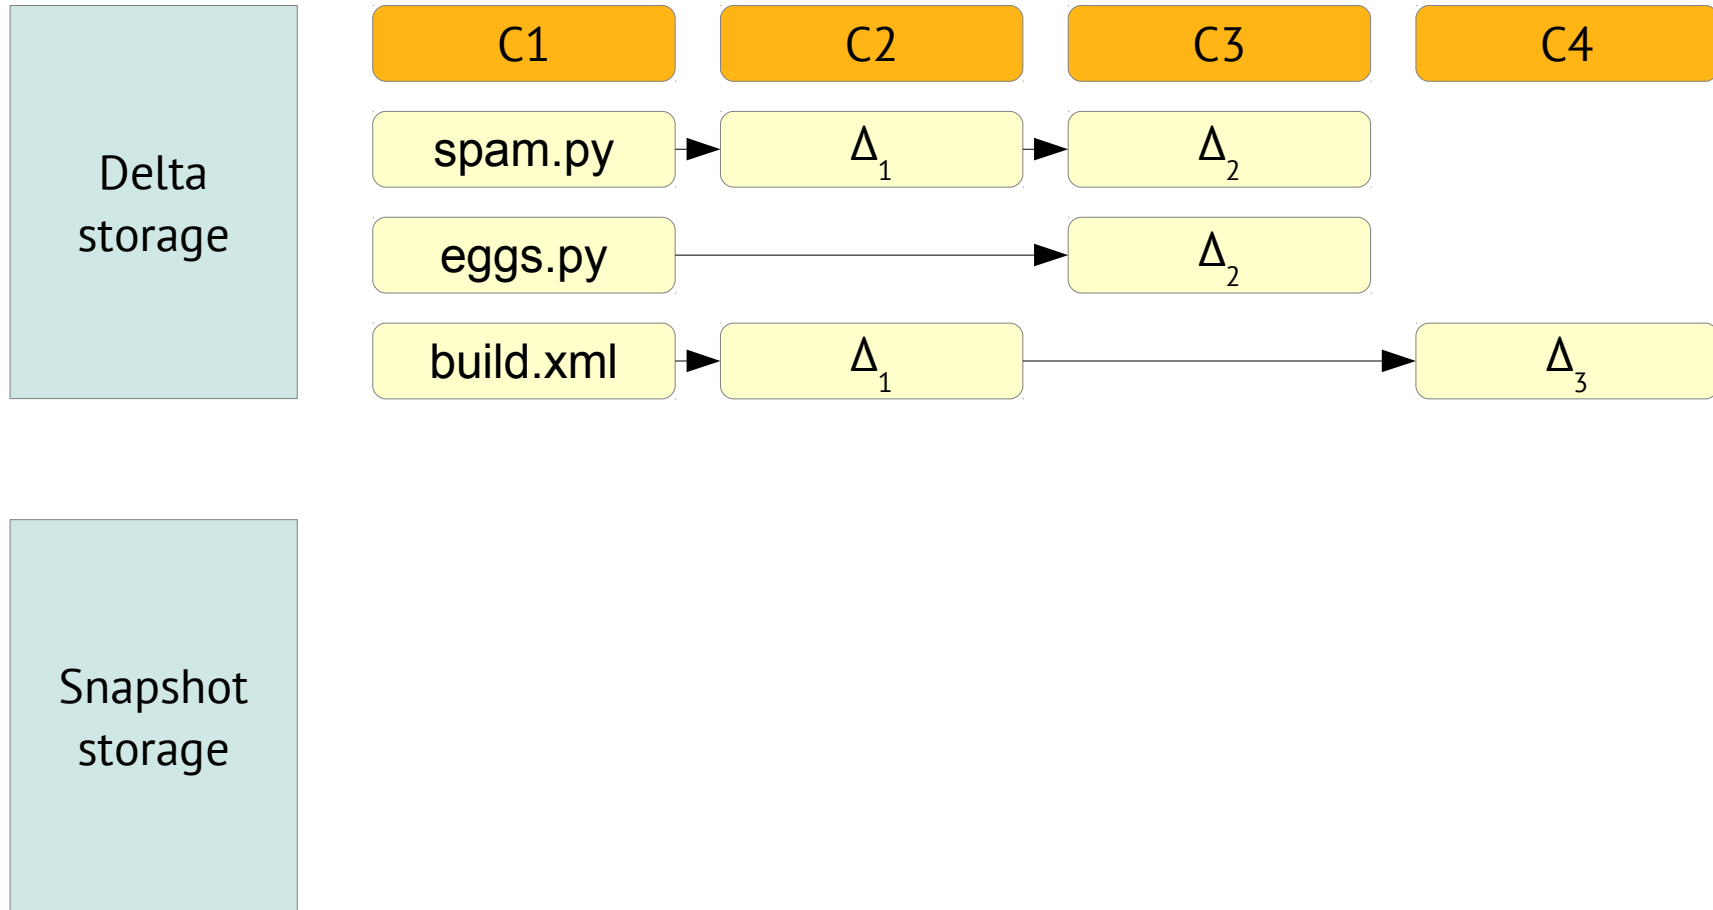 Delta
storage
C1 C2 C3 C4
spam.py Δ1 Δ2
eggs.py Δ2
build.xml Δ1 Δ3
Snapshot
storage